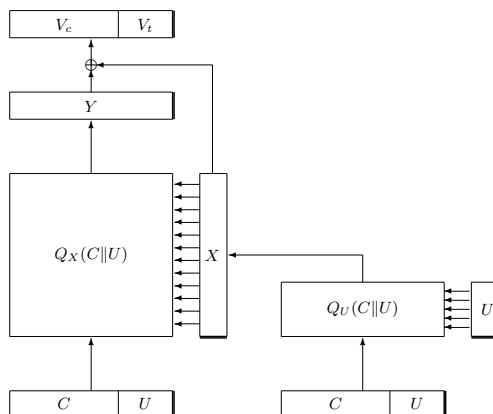 V_c V_t
⊕
Y
Q_X(C∥U) X
Q_U(C∥U) U
C U C U